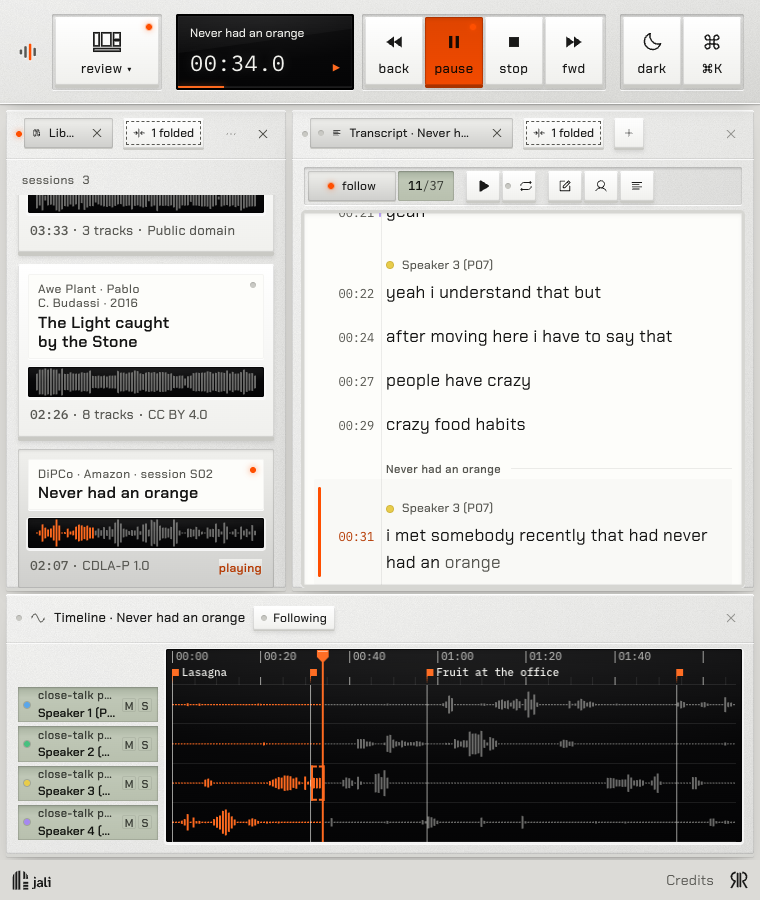 Never had an orange
00:34.0
review ▾
back
pause
stop
fwd
dark
⌘K
Lib...
1 folded
...
Transcript · Never h...
1 folded
+
sessions 3
03:33 · 3 tracks · Public domain
Awe Plant · Pablo
C. Budassi · 2016
The Light caught
by the Stone
02:26 · 8 tracks · CC BY 4.0
DiPCo · Amazon · session S02
Never had an orange
02:07 · CDLA-P 1.0
playing
follow
11/37
00:21 yeah
Speaker 3 (P07)
00:22 yeah i understand that but
00:24 after moving here i have to say that
00:27 people have crazy
00:29 crazy food habits
Never had an orange
Speaker 3 (P07)
00:31 i met somebody recently that had never
had an orange
Timeline · Never had an orange
Following
00:00 00:20 00:40 01:00 01:20 01:40
Lasagna
Fruit at the office
close-talk p...
Speaker 1 (P... M S
close-talk p...
Speaker 2 (... M S
close-talk p...
Speaker 3 (... M S
close-talk p...
Speaker 4 (... M S
jali
Credits